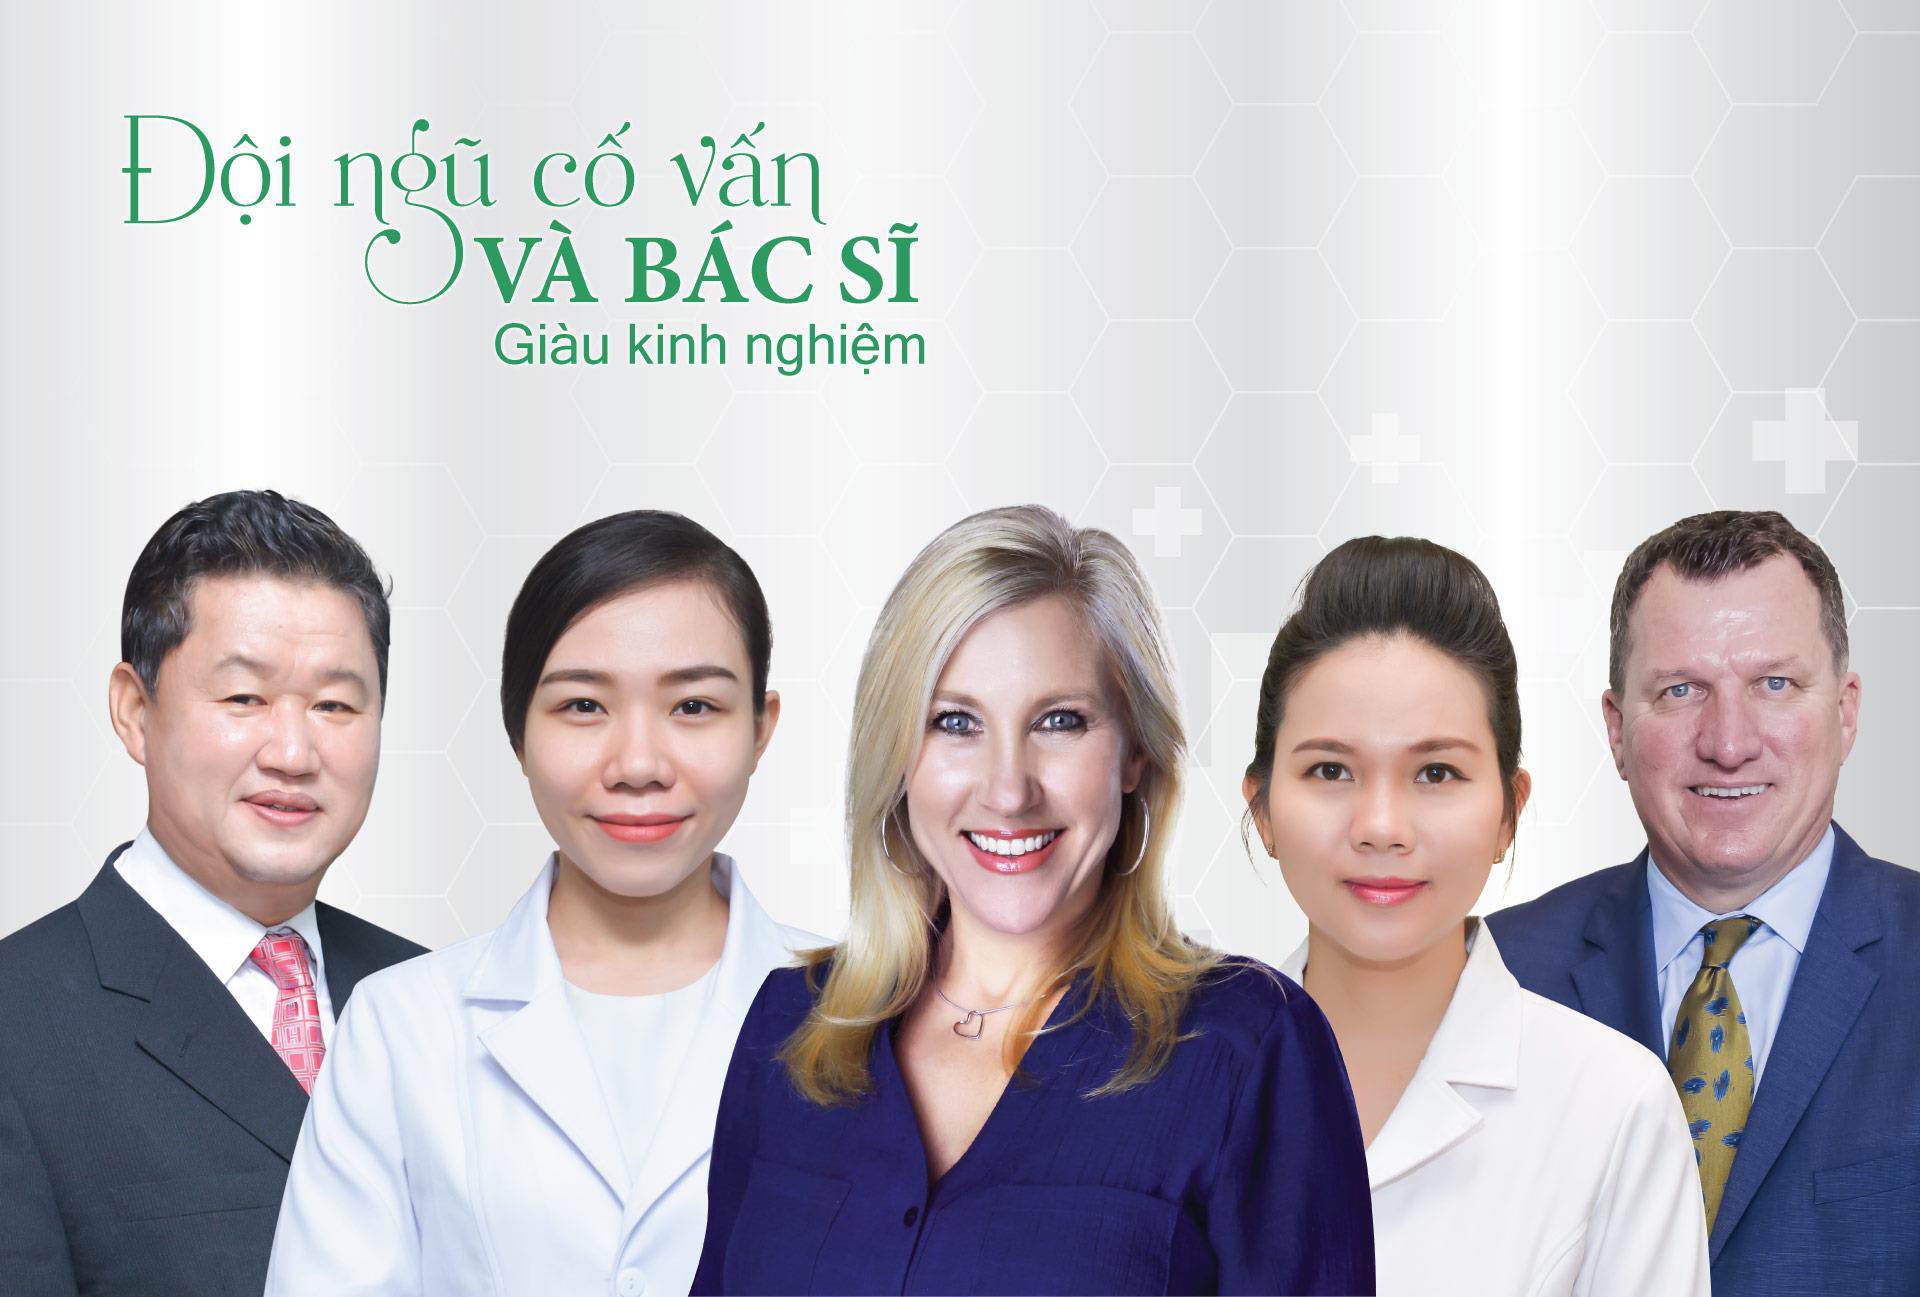 Đội ngũ cố vấn
VÀ BÁC SĨ
Giàu kinh nghiệm